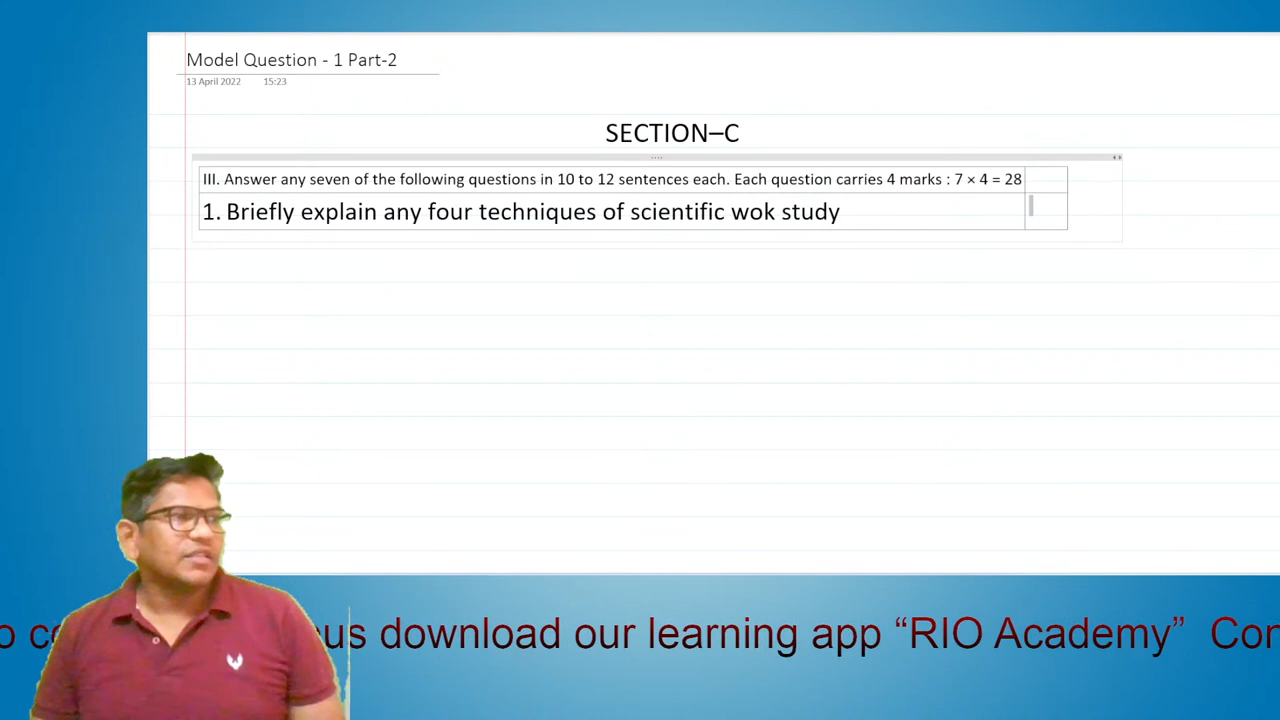 Model Question - 1 Part-2
13 April 2022 15:23
SECTION–C
III. Answer any seven of the following questions in 10 to 12 sentences each. Each question carries 4 marks : 7 × 4 = 28
1. Briefly explain any four techniques of scientific wok study
us download our learning app “RIO Academy”